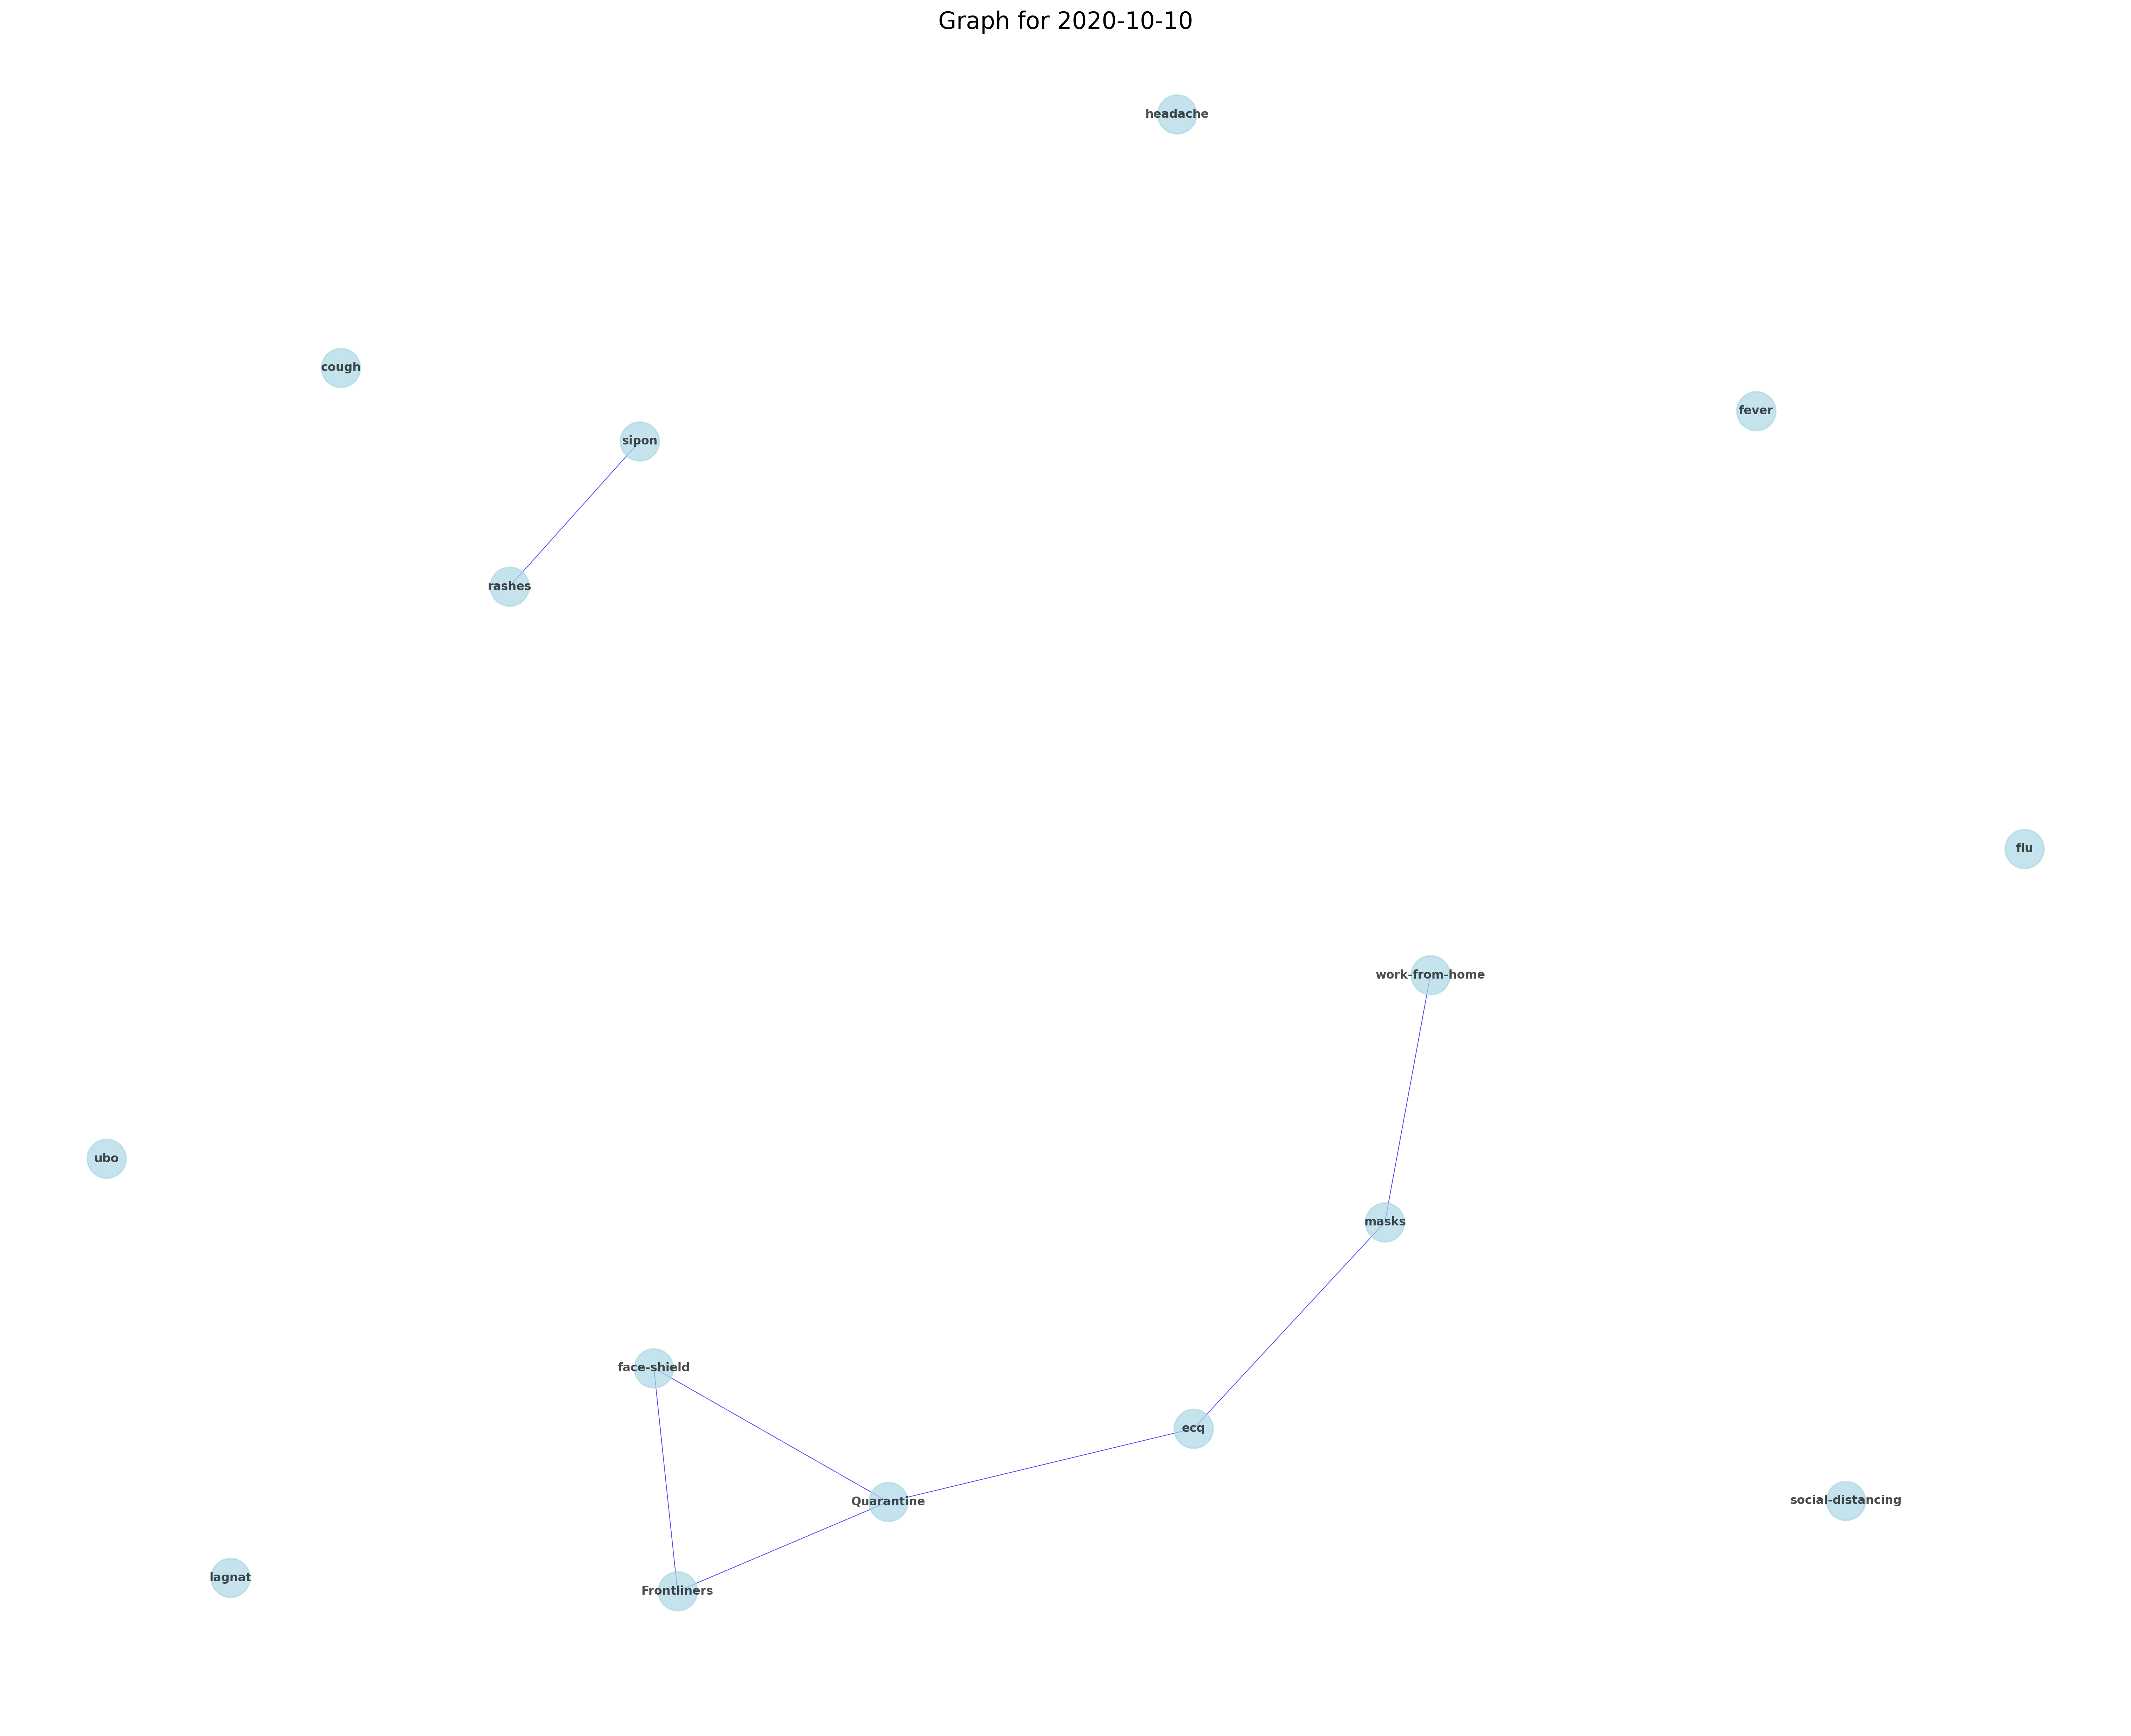 Graph for 2020-10-10
headache
cough
fever
sipon
rashes
flu
work-from-home
ubo
masks
face-shield
ecq
Quarantine
social-distancing
lagnat
Frontliners